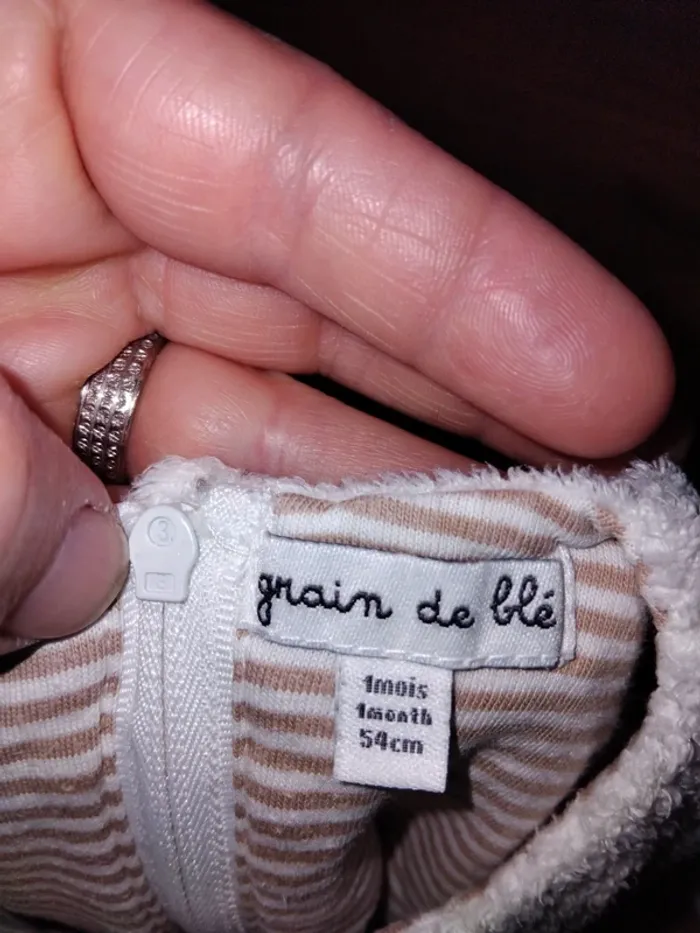 grain de blé
1mois
1month
54cm